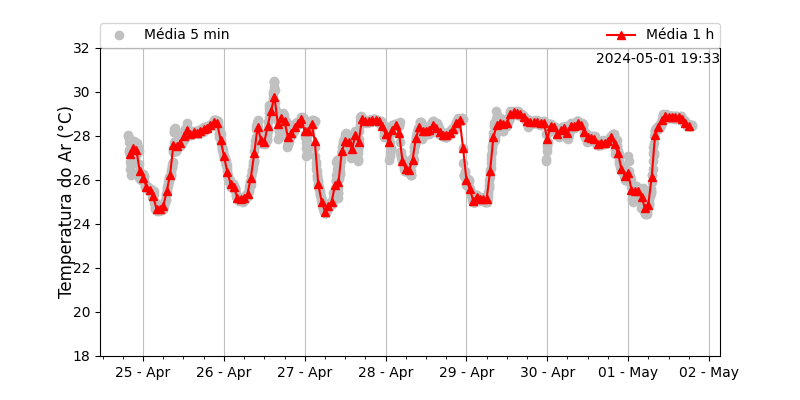 Média 5 min
Média 1 h
2024-05-01 19:33
Temperatura do Ar (°C)
32
30
28
26
24
22
20
18
25 - Apr
26 - Apr
27 - Apr
28 - Apr
29 - Apr
30 - Apr
01 - May
02 - May